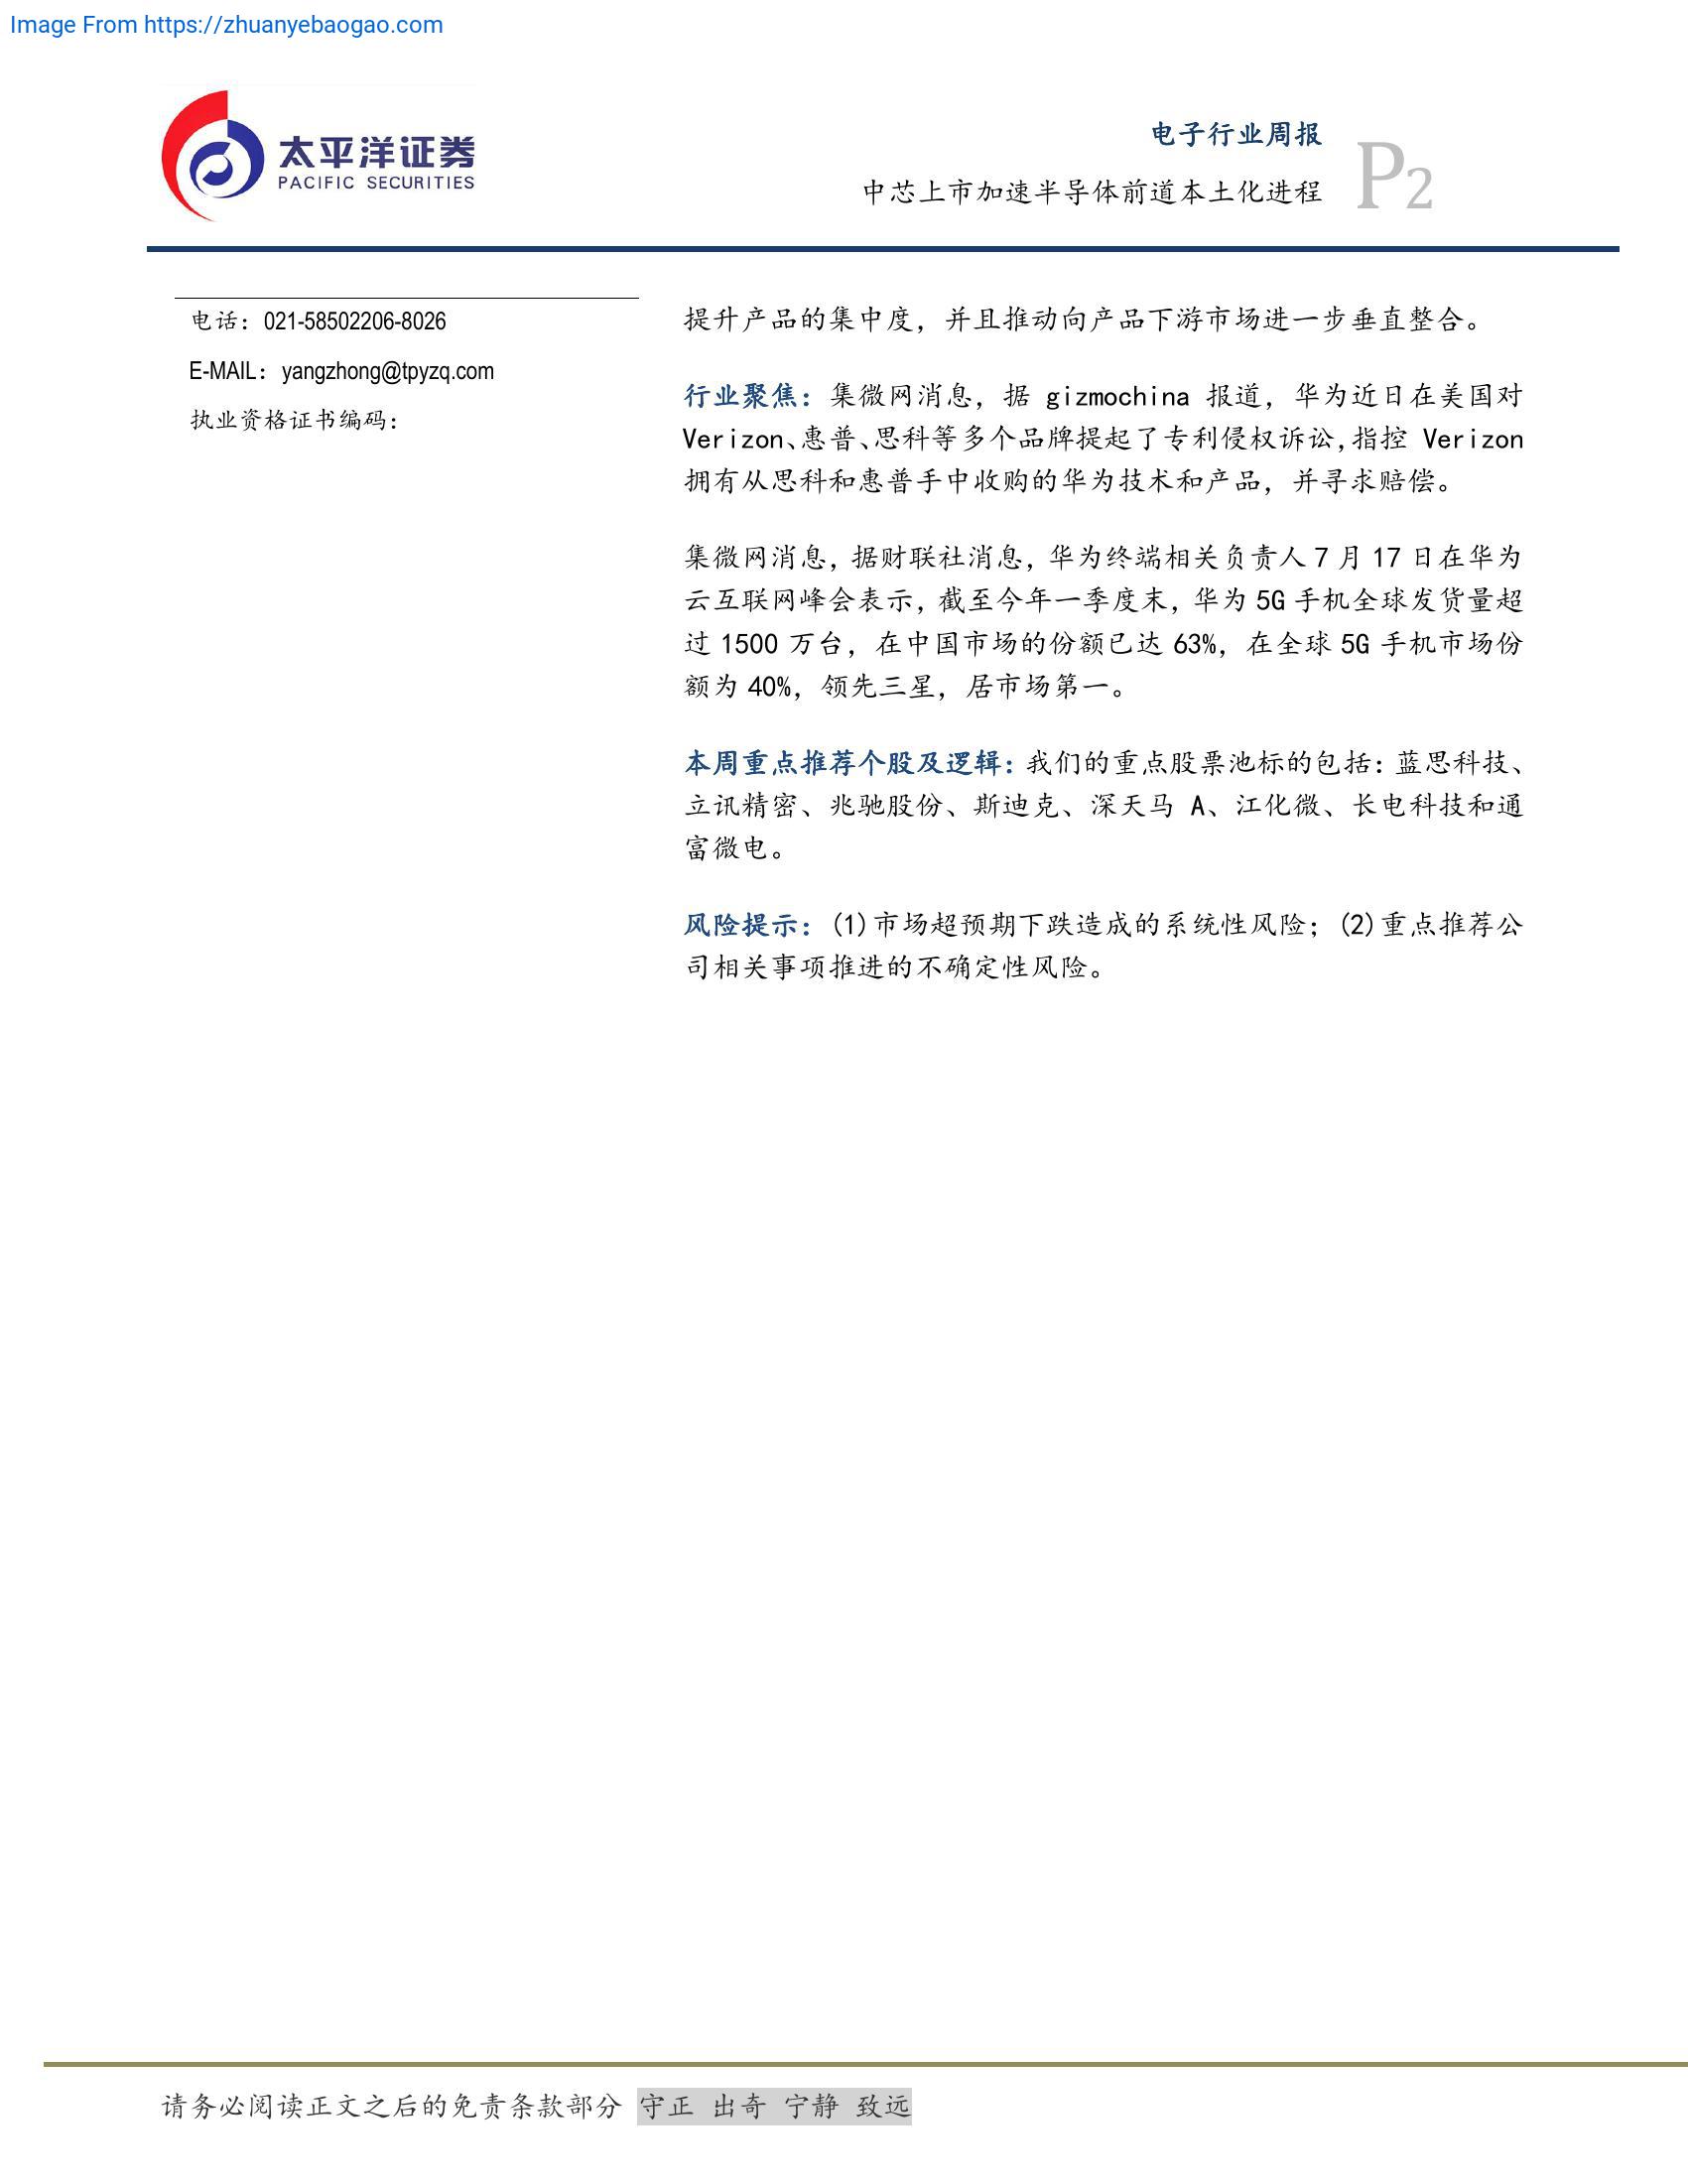 Image From https://zhuanyebaogao.com
太平洋证券
PACIFIC SECURITIES
电子行业周报
中芯上市加速半导体前道本土化进程
P2
电话：021-58502206-8026
E-MAIL：yangzhong@tpyzq.com
执业资格证书编码：
提升产品的集中度，并且推动向产品下游市场进一步垂直整合。
行业聚焦：集微网消息，据 gizmochina 报道，华为近日在美国对
Verizon、惠普、思科等多个品牌提起了专利侵权诉讼，指控 Verizon
拥有从思科和惠普手中收购的华为技术和产品，并寻求赔偿。
集微网消息，据财联社消息，华为终端相关负责人 7 月 17 日在华为
云互联网峰会表示，截至今年一季度末，华为 5G 手机全球发货量超
过 1500 万台，在中国市场的份额已达 63%，在全球 5G 手机市场份
额为 40%，领先三星，居市场第一。
本周重点推荐个股及逻辑：我们的重点股票池标的包括：蓝思科技、
立讯精密、兆驰股份、斯迪克、深天马 A、江化微、长电科技和通
富微电。
风险提示：(1)市场超预期下跌造成的系统性风险；(2)重点推荐公
司相关事项推进的不确定性风险。
请务必阅读正文之后的免责条款部分 守正 出奇 宁静 致远